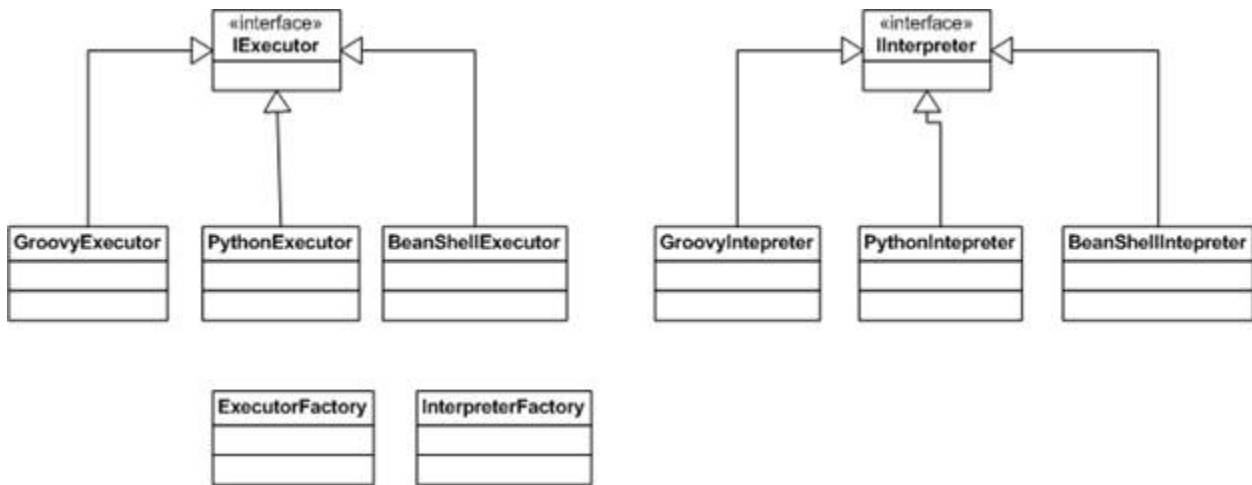 «interface»
IExecutor
«interface»
IInterpreter
GroovyExecutor
PythonExecutor
BeanShellExecutor
GroovyIntepreter
PythonIntepreter
BeanShellIntepreter
ExecutorFactory
InterpreterFactory